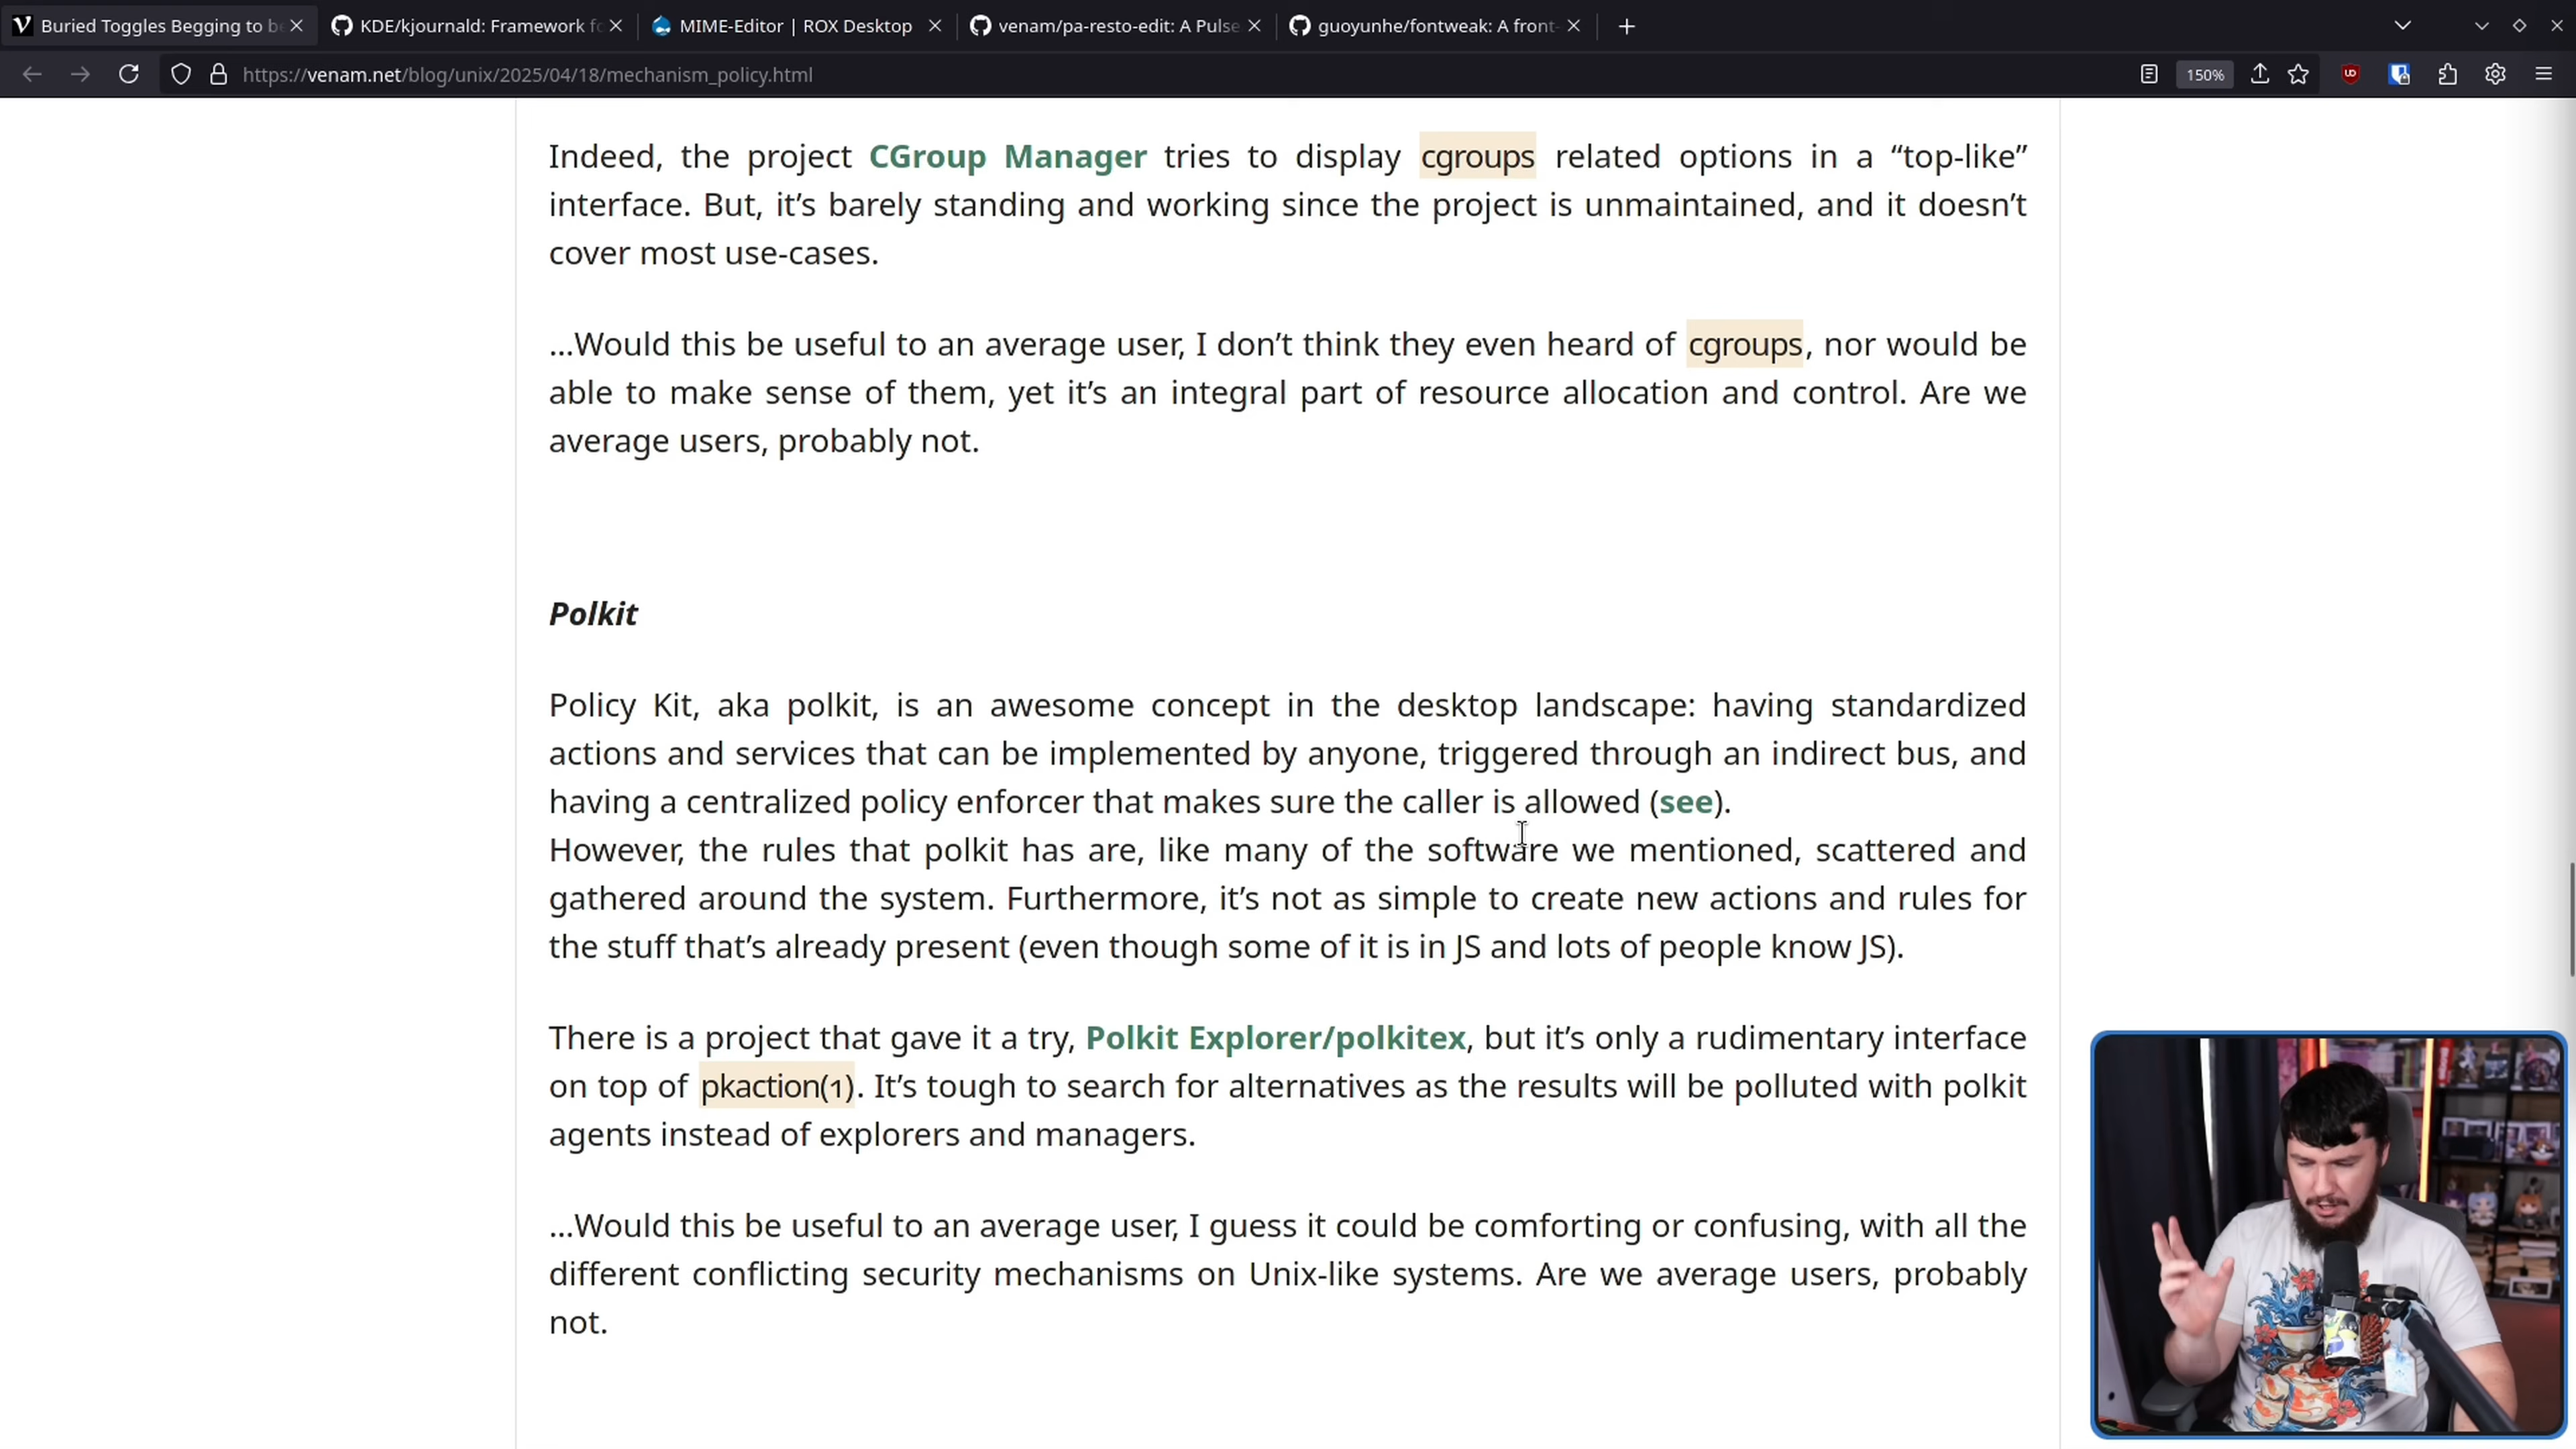 Buried Toggles Begging to be
KDE/kjournald: Framework fo
MIME-Editor | ROX Desktop
venam/pa-resto-edit: A Pulse
guoyunhe/fontweak: A front-
https://venam.net/blog/unix/2025/04/18/mechanism_policy.html
150%
Indeed, the project CGroup Manager tries to display cgroups related options in a “top-like”
interface. But, it’s barely standing and working since the project is unmaintained, and it doesn’t
cover most use-cases.
…Would this be useful to an average user, I don’t think they even heard of cgroups, nor would be
able to make sense of them, yet it’s an integral part of resource allocation and control. Are we
average users, probably not.
Polkit
Policy Kit, aka polkit, is an awesome concept in the desktop landscape: having standardized
actions and services that can be implemented by anyone, triggered through an indirect bus, and
having a centralized policy enforcer that makes sure the caller is allowed (see).
However, the rules that polkit has are, like many of the software we mentioned, scattered and
gathered around the system. Furthermore, it’s not as simple to create new actions and rules for
the stuff that’s already present (even though some of it is in JS and lots of people know JS).
There is a project that gave it a try, Polkit Explorer/polkitex, but it’s only a rudimentary interface
on top of pkaction(1). It’s tough to search for alternatives as the results will be polluted with polkit
agents instead of explorers and managers.
…Would this be useful to an average user, I guess it could be comforting or confusing, with all the
different conflicting security mechanisms on Unix-like systems. Are we average users, probably
not.